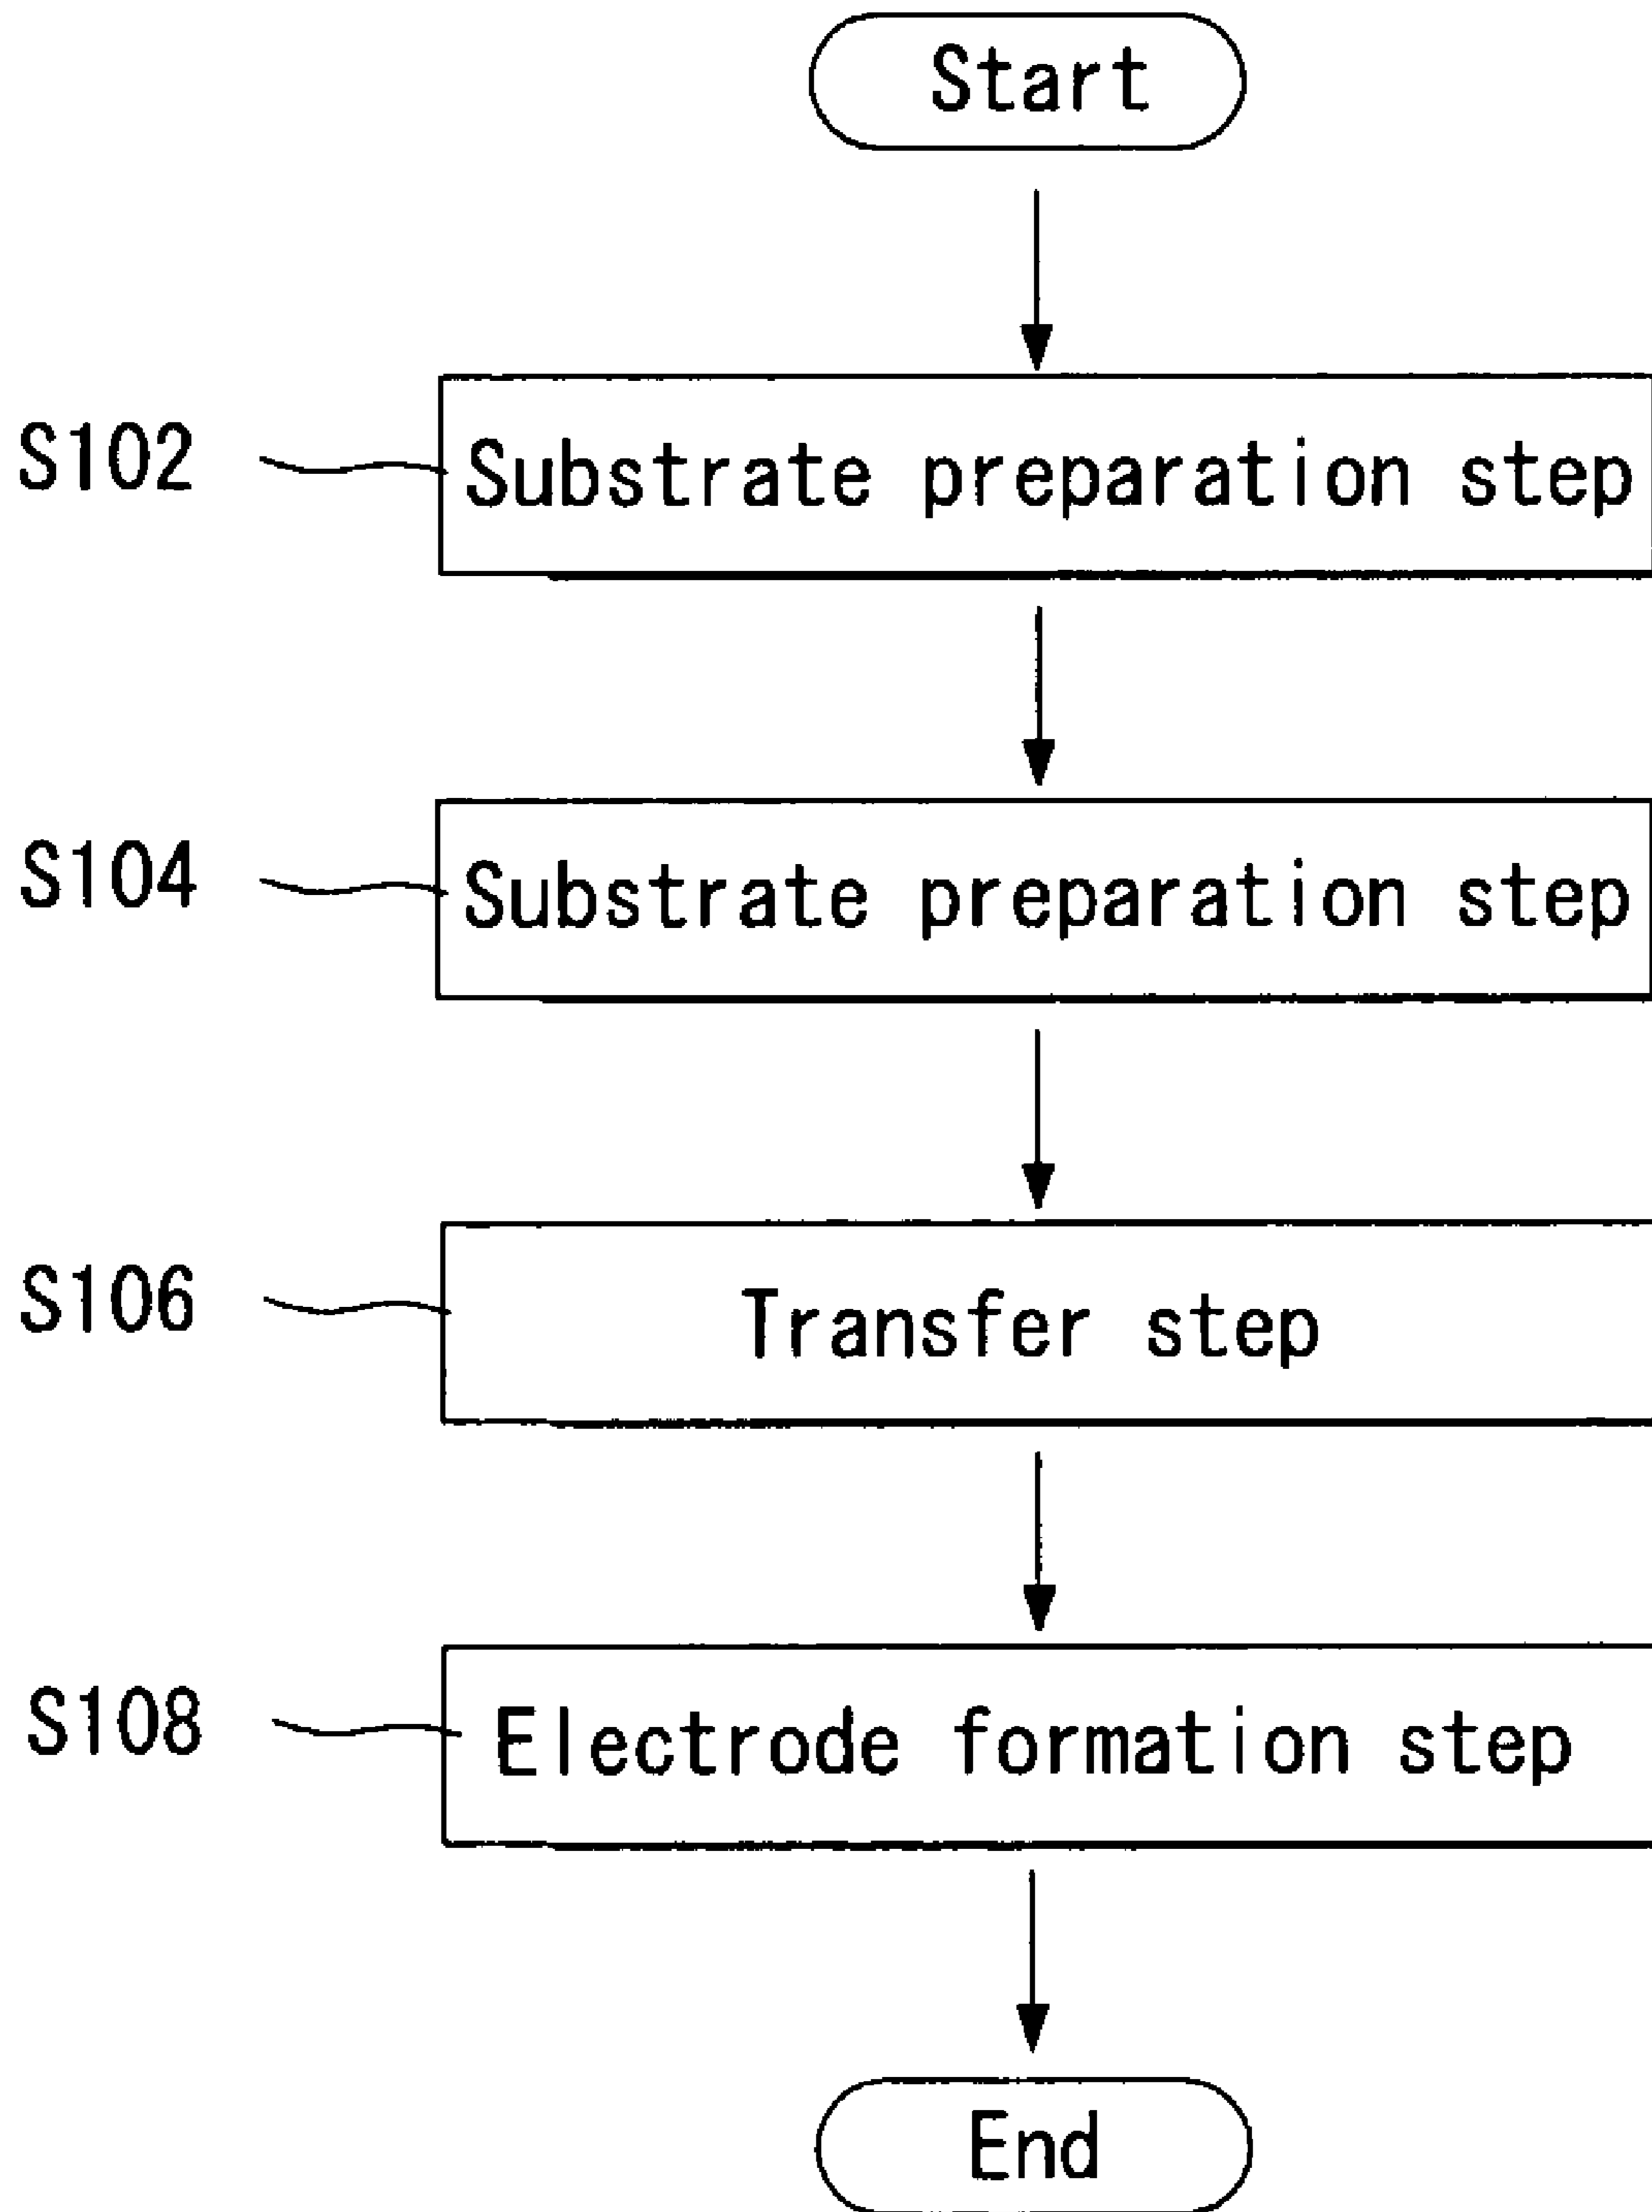 Start
S102 Substrate preparation step
S104 Substrate preparation step
S106 Transfer step
S108 Electrode formation step
End